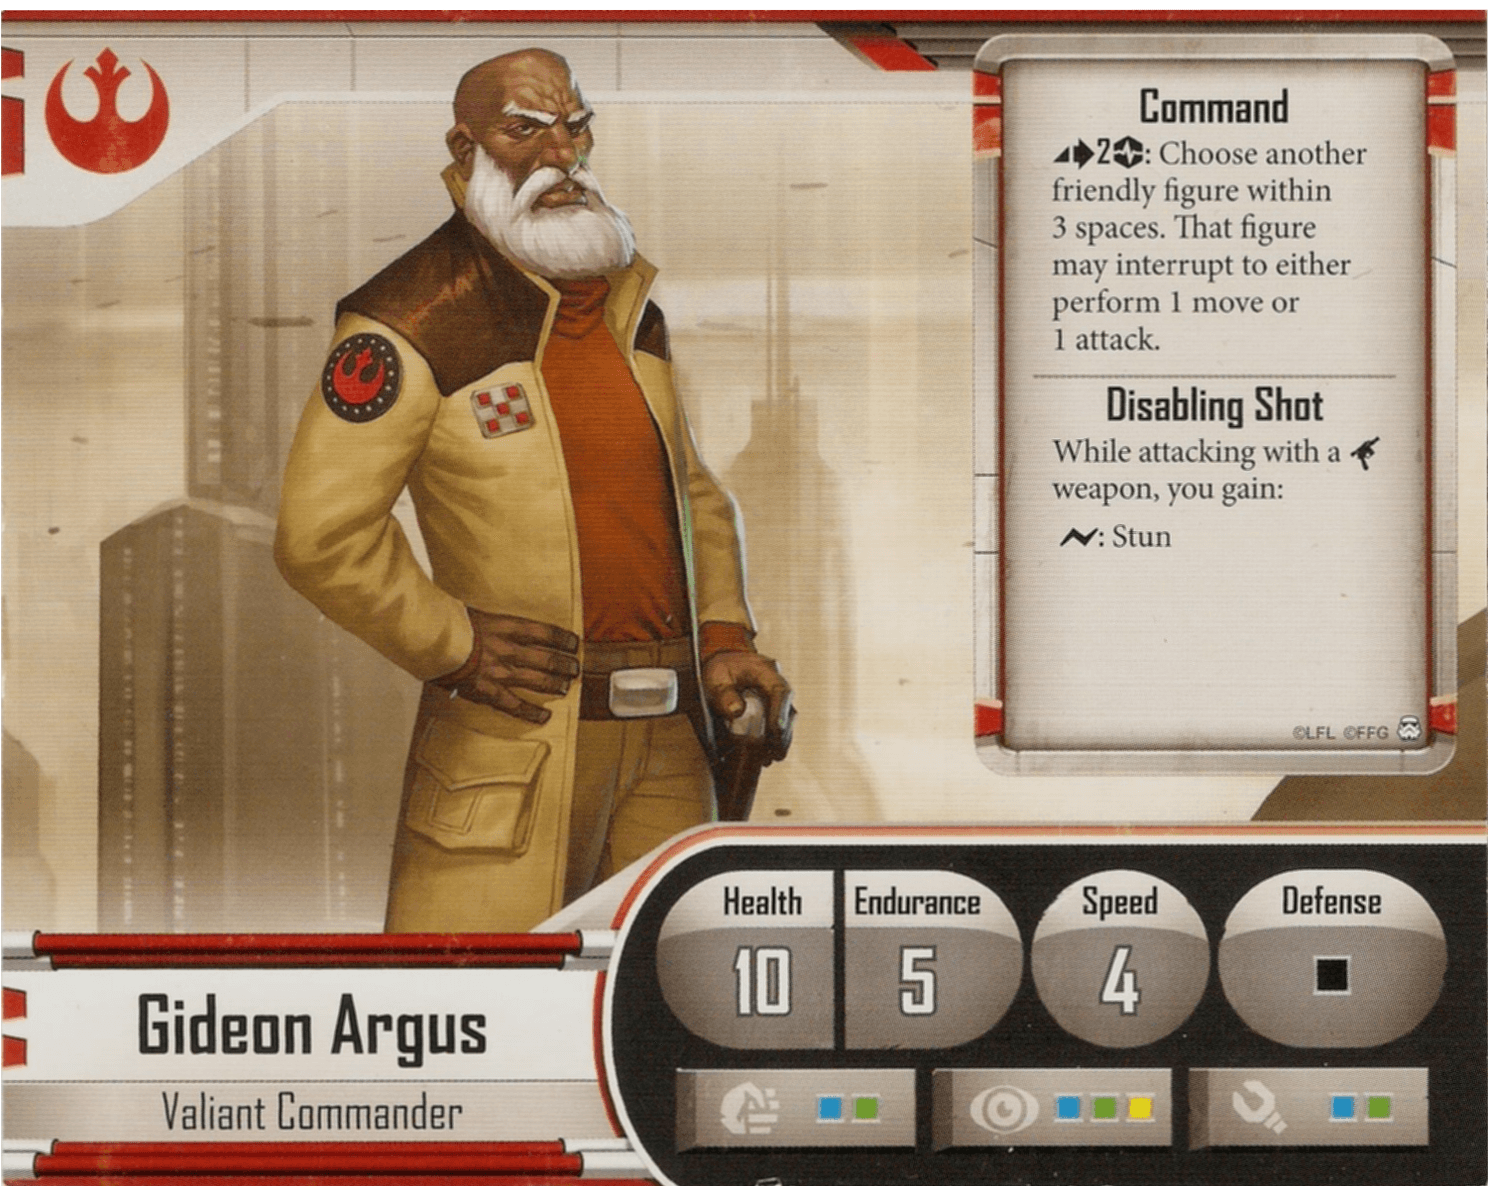 Command
2: Choose another
friendly figure within
3 spaces. That figure
may interrupt to either
perform 1 move or
1 attack.
Disabling Shot
While attacking with a
weapon, you gain:
: Stun
©LFL ©FFG
Health
Endurance
Speed
Defense
10
5
4
Gideon Argus
Valiant Commander